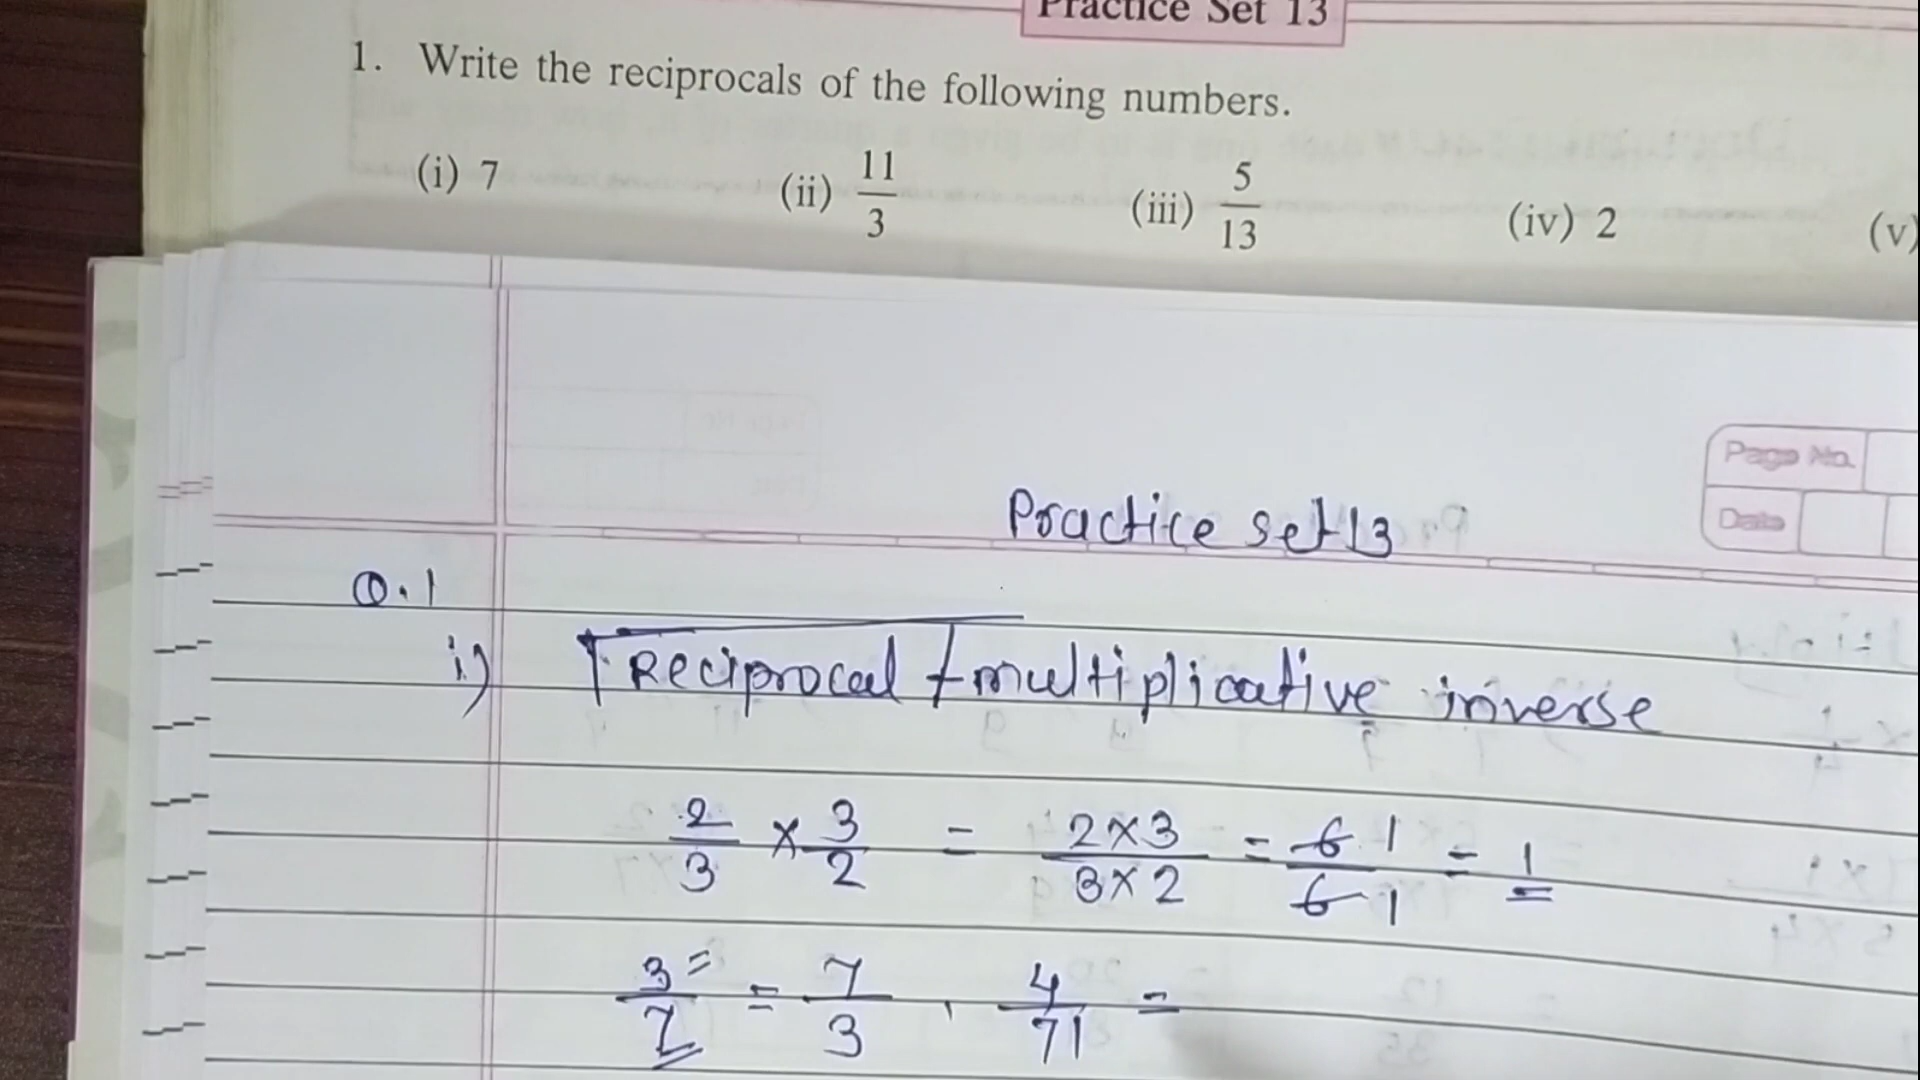 Practice Set 13
1. Write the reciprocals of the following numbers.
(i) 7 (ii) 11/3 (iii) 5/13 (iv) 2 (v)
Page No.
Date
Practice set 13
Q.1
i) Reciprocal / multiplicative inverse
2/3 × 3/2 = 2×3/3×2 = 6 1/6 1 = 1
3/7 = 7/3 , 4/71 =